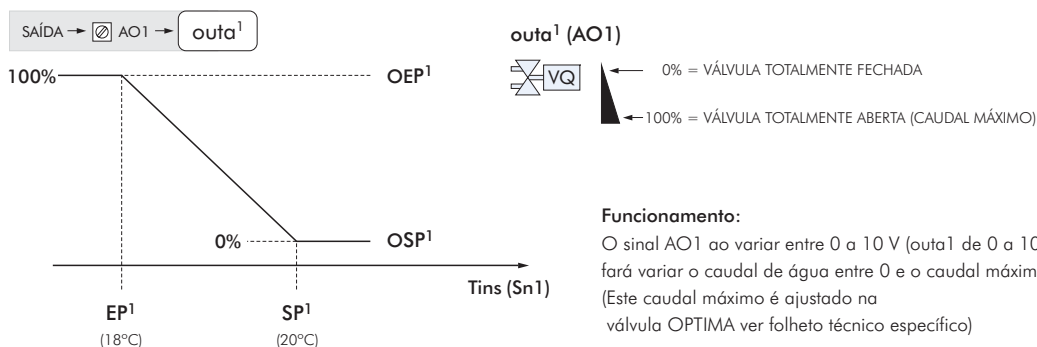 SAÍDA → AO1 → outa¹
100%
OEP¹
0%
OSP¹
Tins (Sn1)
EP¹
SP¹
(18ºC)
(20ºC)
outa¹ (AO1)
VQ
0% = VÁLVULA TOTALMENTE FECHADA
100% = VÁLVULA TOTALMENTE ABERTA (CAUDAL MÁXIMO)
Funcionamento:
O sinal AO1 ao variar entre 0 a 10 V (outa1 de 0 a 10
fará variar o caudal de água entre 0 e o caudal máxim
(Este caudal máximo é ajustado na
válvula OPTIMA ver folheto técnico específico)